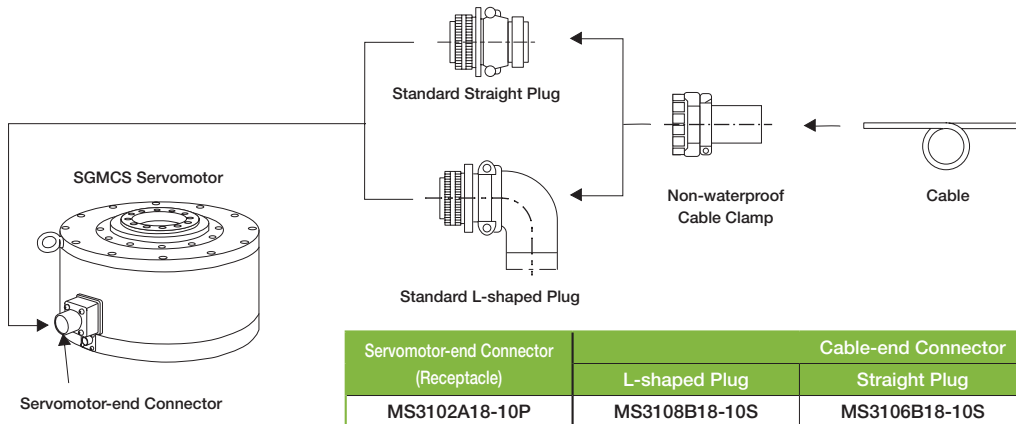 Standard Straight Plug
SGMCS Servomotor
Non-waterproof
Cable Clamp
Cable
Standard L-shaped Plug
Servomotor-end Connector
Servomotor-end Connector
(Receptacle)
Cable-end Connector
L-shaped Plug
Straight Plug
MS3102A18-10P
MS3108B18-10S
MS3106B18-10S